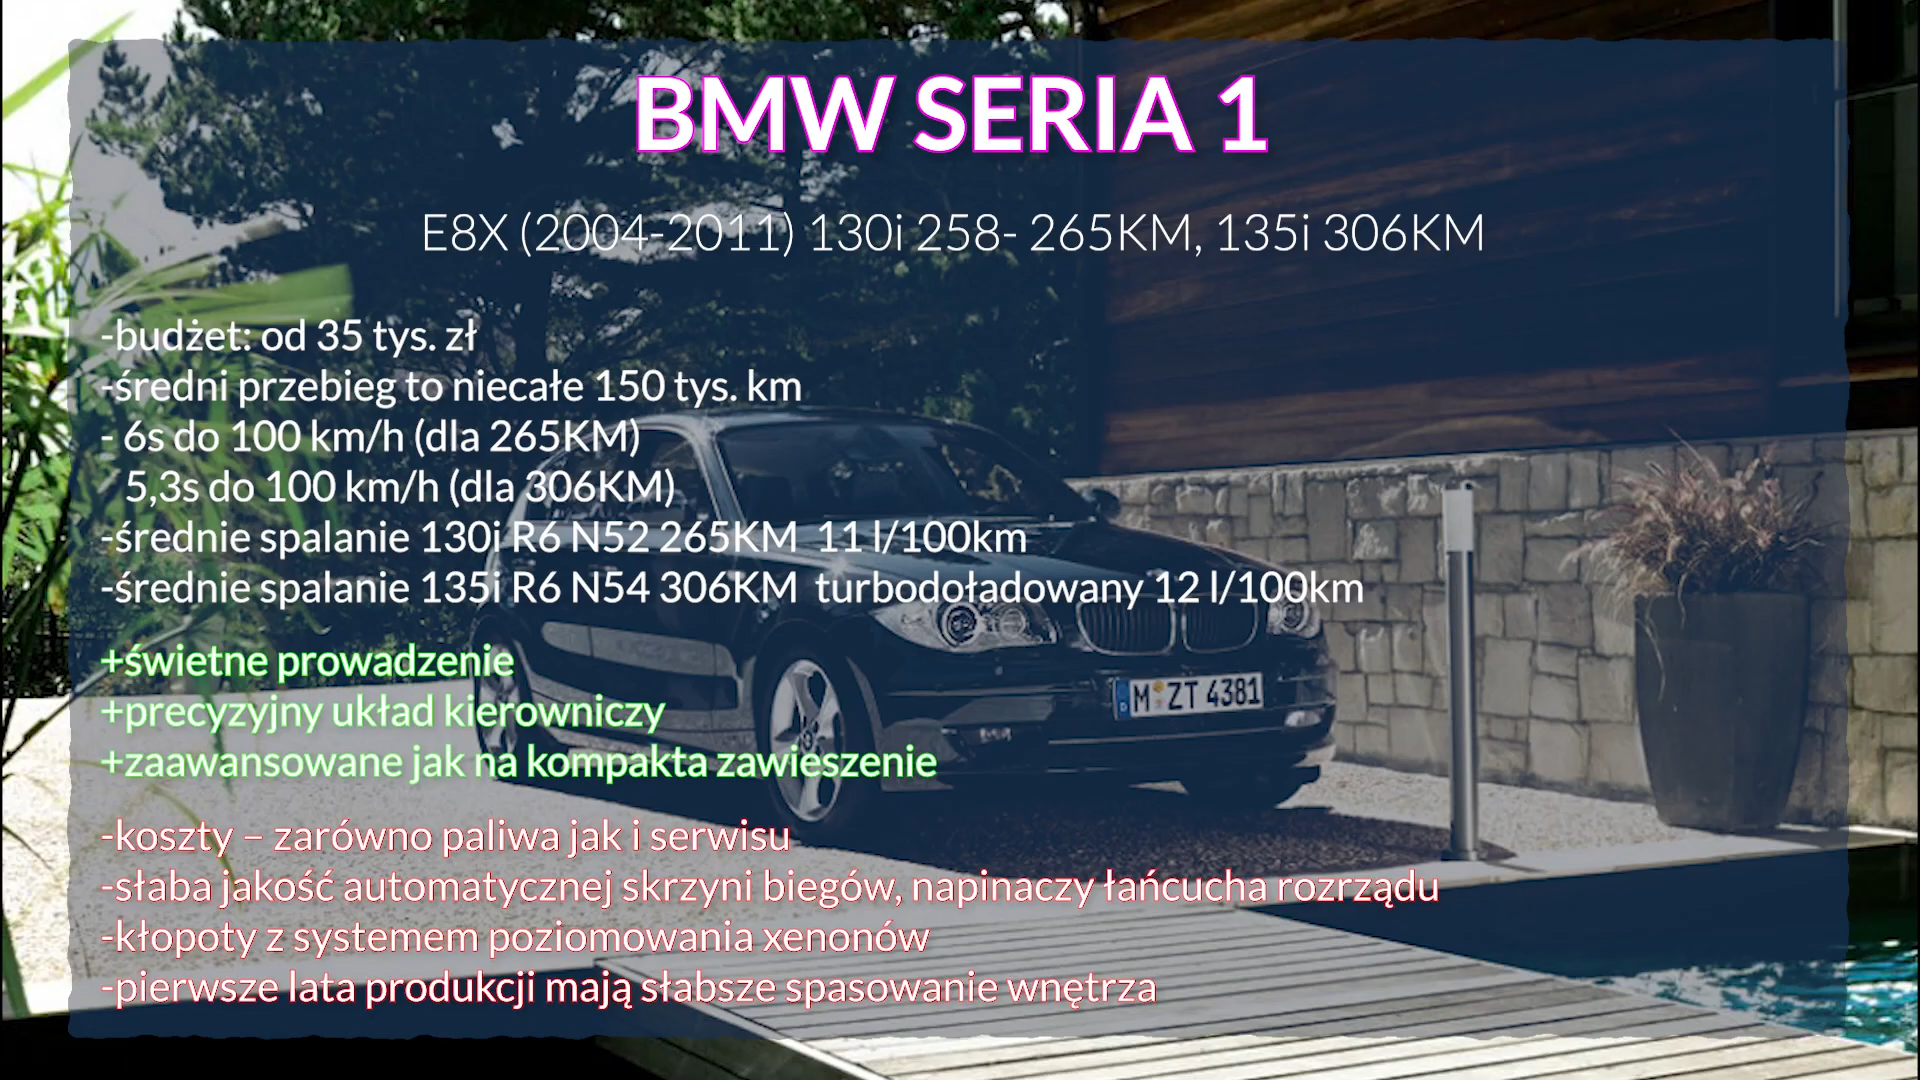 BMW SERIA 1
E8X (2004-2011) 130i 258- 265KM, 135i 306KM
-budżet: od 35 tys. zł
-średni przebieg to niecałe 150 tys. km
- 6s do 100 km/h (dla 265KM)
5,3s do 100 km/h (dla 306KM)
-średnie spalanie 130i R6 N52 265KM  11 l/100km
-średnie spalanie 135i R6 N54 306KM  turbodoładowany 12 l/100km
+świetne prowadzenie
+precyzyjny układ kierowniczy
+zaawansowane jak na kompakta zawieszenie
M ZT 4381
-koszty – zarówno paliwa jak i serwisu
-słaba jakość automatycznej skrzyni biegów, napinaczy łańcucha rozrządu
-kłopoty z systemem poziomowania xenonów
-pierwsze lata produkcji mają słabsze spasowanie wnętrza